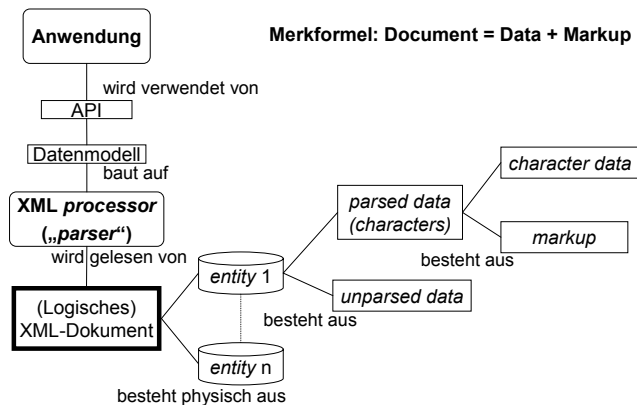 Anwendung
Merkformel: Document = Data + Markup
wird verwendet von
API
Datenmodell
baut auf
XML processor
(„parser“)
wird gelesen von
(Logisches)
XML-Dokument
entity 1
entity n
besteht physisch aus
parsed data
(characters)
unparsed data
besteht aus
character data
markup
besteht aus